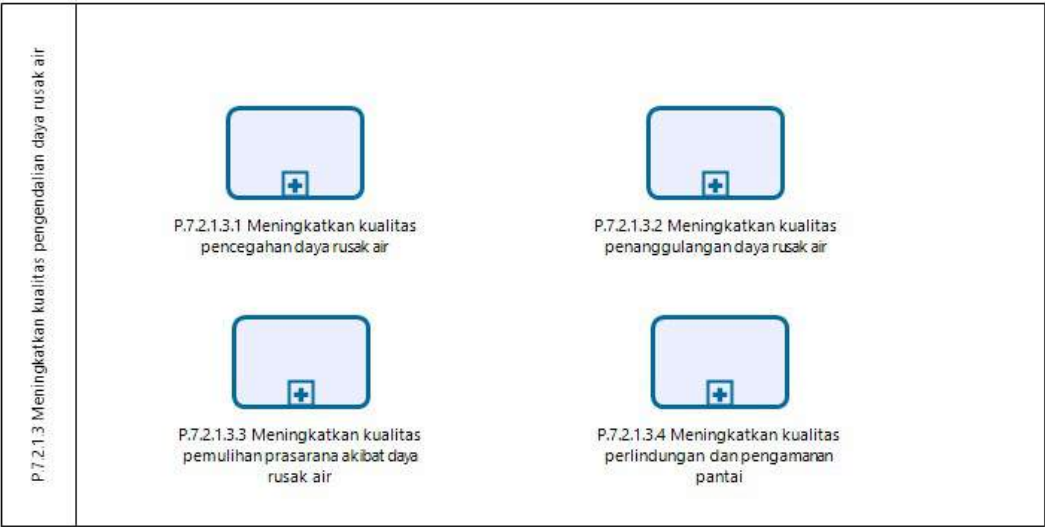 P.7.2.1.3 Meningkatkan kualitas pengendalian daya rusak air
P.7.2.1.3.1 Meningkatkan kualitas
pencegahan daya rusak air
P.7.2.1.3.2 Meningkatkan kualitas
penanggulangan daya rusak air
P.7.2.1.3.3 Meningkatkan kualitas
pemulihan prasarana akibat daya
rusak air
P.7.2.1.3.4 Meningkatkan kualitas
perlindungan dan pengamanan
pantai